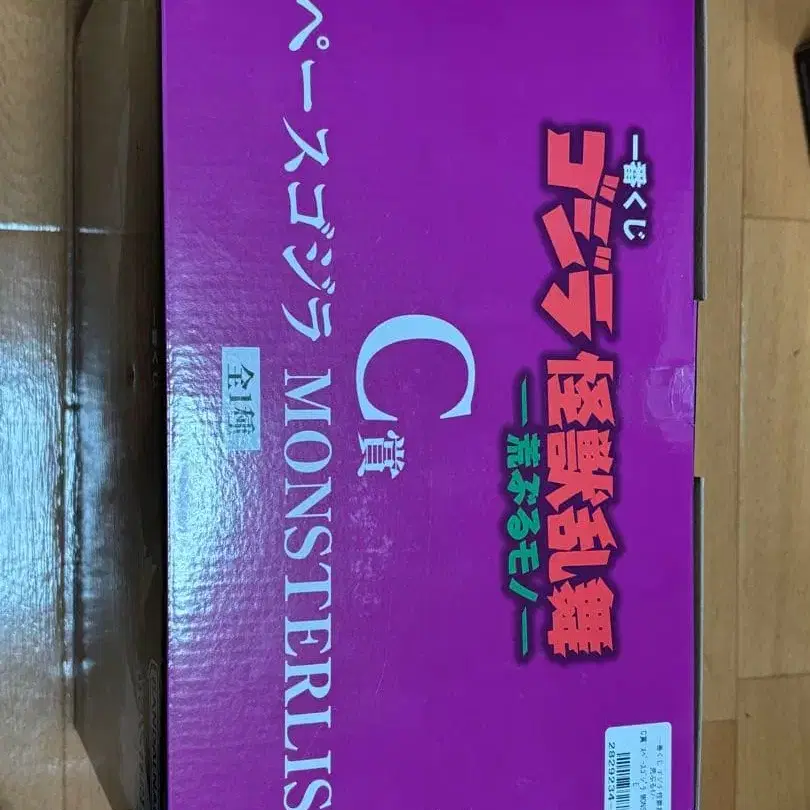 一番くじ
ゴジラ 怪獣乱舞
―荒ぶるモノ―
C賞
ペースゴジラ MONSTERLIS
全1種
2829234